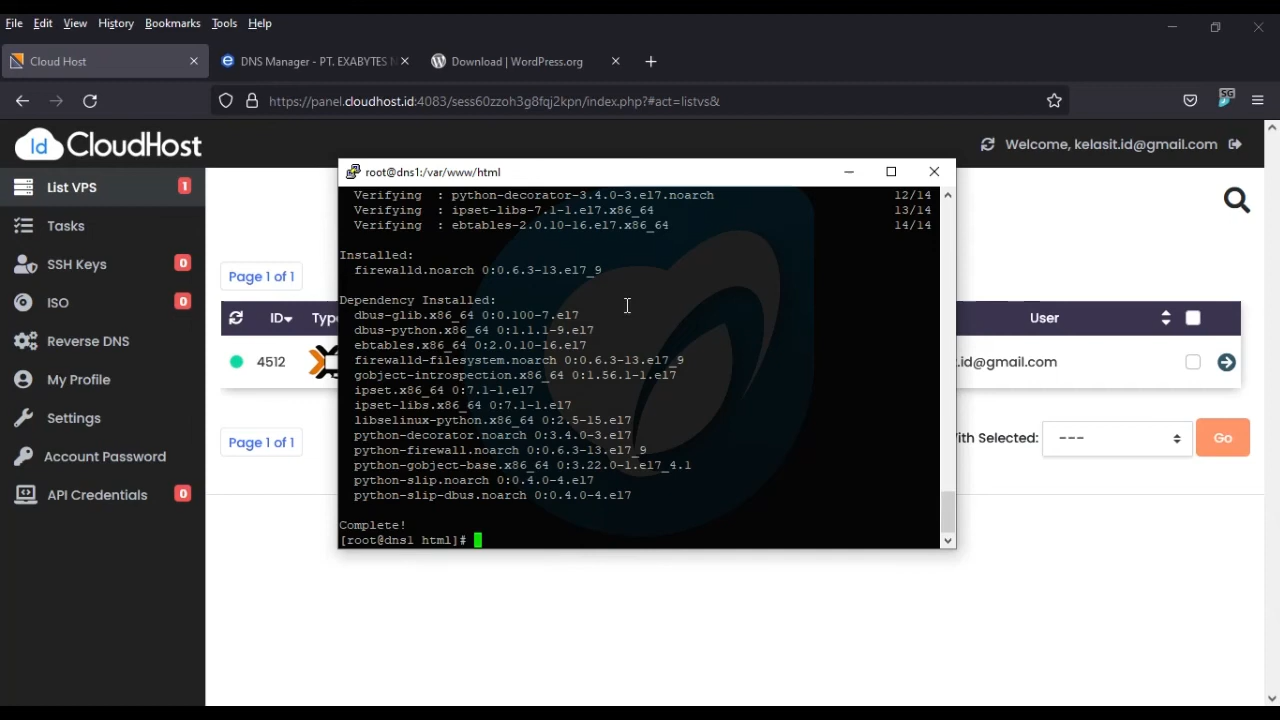 File Edit View History Bookmarks Tools Help
Cloud Host
DNS Manager - PT. EXABYTES N
Download | WordPress.org
https://panel.cloudhost.id:4083/sess60zzoh3g8fqj2kpn/index.php?#act=listvs&
SG
Id CloudHost
Welcome, kelasit.id@gmail.com
List VPS 1
Tasks
SSH Keys 0
ISO 0
Reverse DNS
My Profile
Settings
Account Password
API Credentials 0
Page 1 of 1
ID Typ User
4512 .id@gmail.com
Page 1 of 1
ith Selected: --- Go
root@dns1:/var/www/html
Verifying : python-decorator-3.4.0-3.el7.noarch 12/14
Verifying : ipset-libs-7.1-1.el7.x86_64 13/14
Verifying : ebtables-2.0.10-16.el7.x86_64 14/14
Installed:
firewalld.noarch 0:0.6.3-13.el7_9
Dependency Installed:
dbus-glib.x86_64 0:0.100-7.el7
dbus-python.x86_64 0:1.1.1-9.el7
ebtables.x86_64 0:2.0.10-16.el7
firewalld-filesystem.noarch 0:0.6.3-13.el7_9
gobject-introspection.x86_64 0:1.56.1-1.el7
ipset.x86_64 0:7.1-1.el7
ipset-libs.x86_64 0:7.1-1.el7
libselinux-python.x86_64 0:2.5-15.el7
python-decorator.noarch 0:3.4.0-3.el7
python-firewall.noarch 0:0.6.3-13.el7_9
python-gobject-base.x86_64 0:3.22.0-1.el7_4.1
python-slip.noarch 0:0.4.0-4.el7
python-slip-dbus.noarch 0:0.4.0-4.el7
Complete!
[root@dns1 html]#